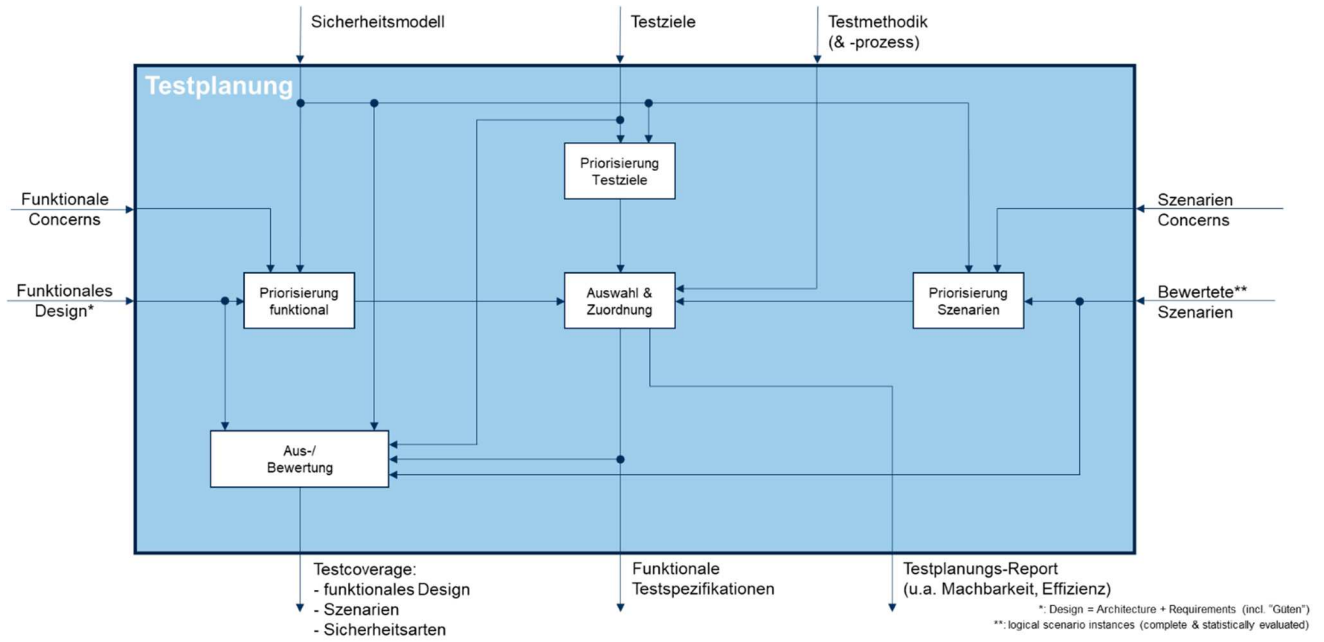 Sicherheitsmodell
Testziele
Testmethodik
(& -prozess)
Testplanung
Priorisierung
Testziele
Funktionale
Concerns
Szenarien
Concerns
Funktionales
Design*
Priorisierung
funktional
Auswahl &
Zuordnung
Priorisierung
Szenarien
Bewertete**
Szenarien
Aus-/
Bewertung
Testcoverage:
- funktionales Design
- Szenarien
- Sicherheitsarten
Funktionale
Testspezifikationen
Testplanungs-Report
(u.a. Machbarkeit, Effizienz)
*: Design = Architecture + Requirements (incl. "Güten")
**: logical scenario instances (complete & statistically evaluated)